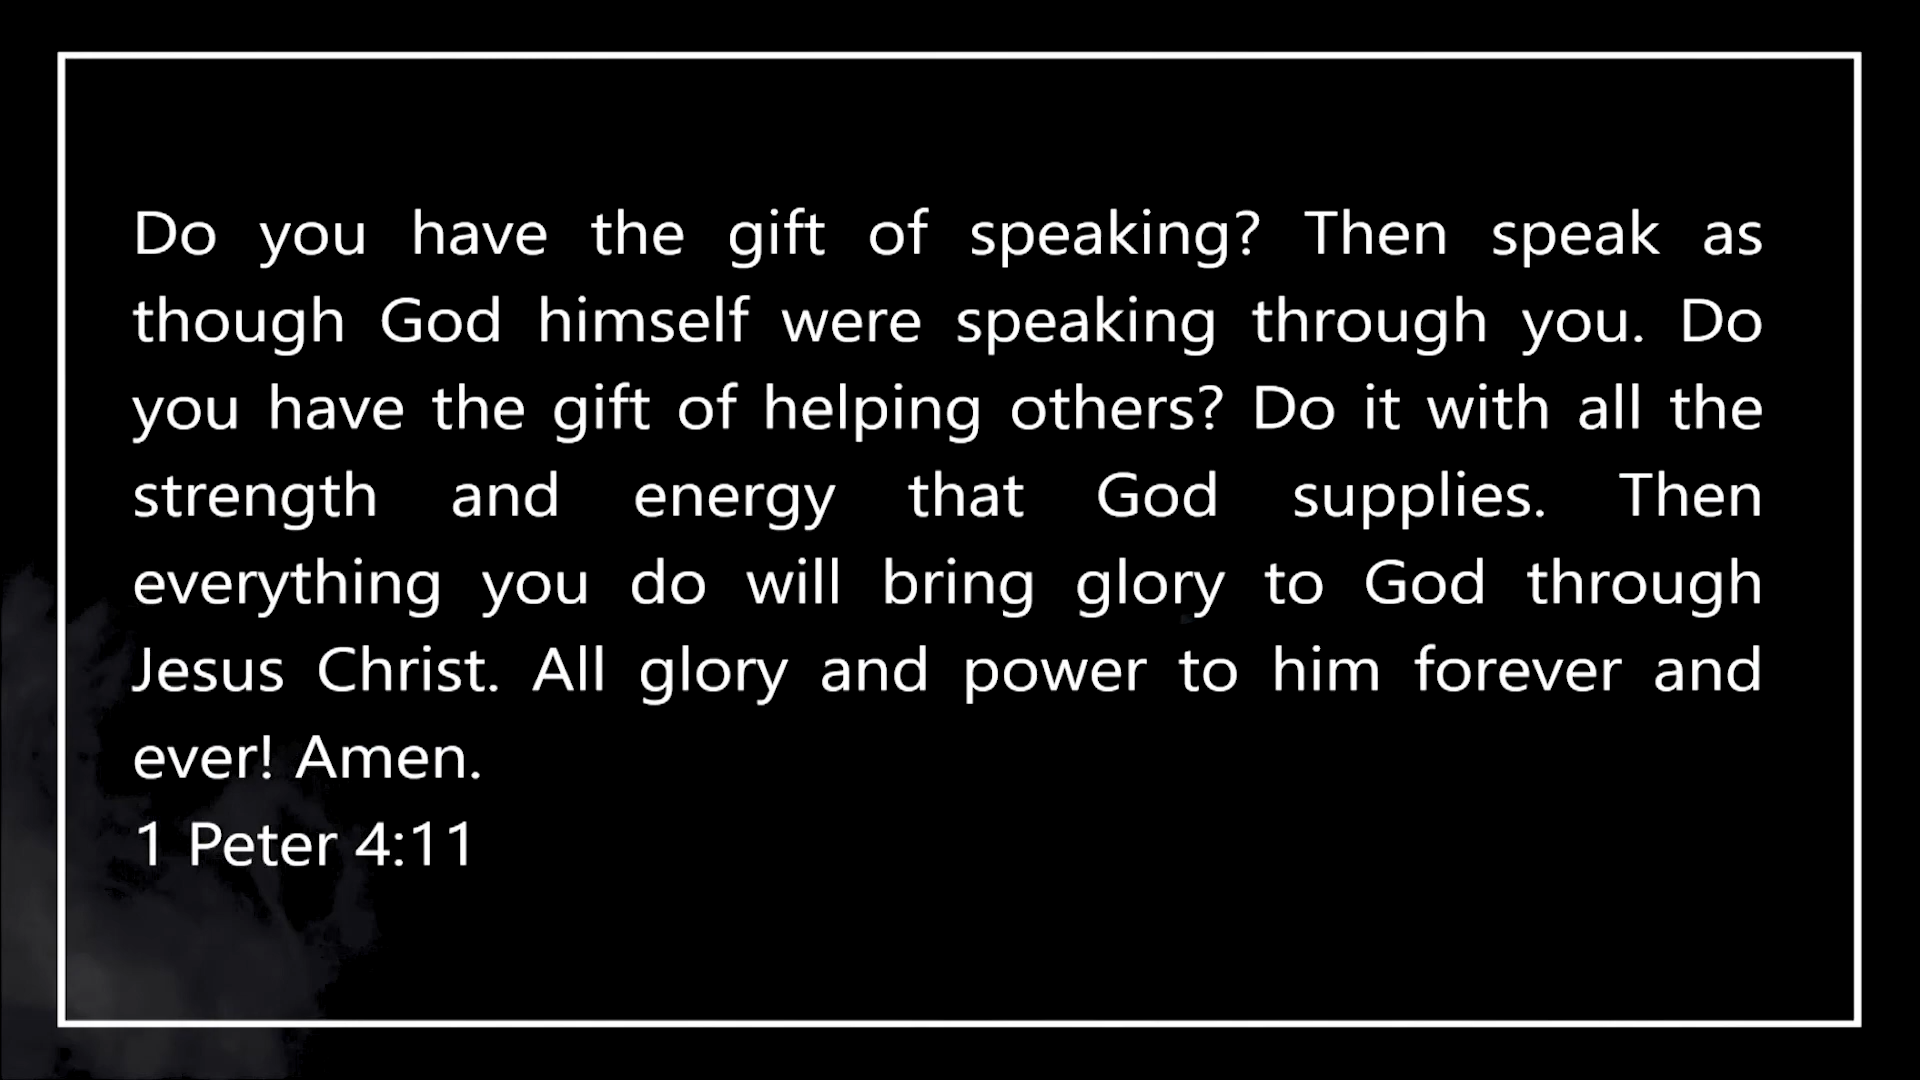 Do you have the gift of speaking? Then speak as
though God himself were speaking through you. Do
you have the gift of helping others? Do it with all the
strength and energy that God supplies. Then
everything you do will bring glory to God through
Jesus Christ. All glory and power to him forever and
ever! Amen.
1 Peter 4:11